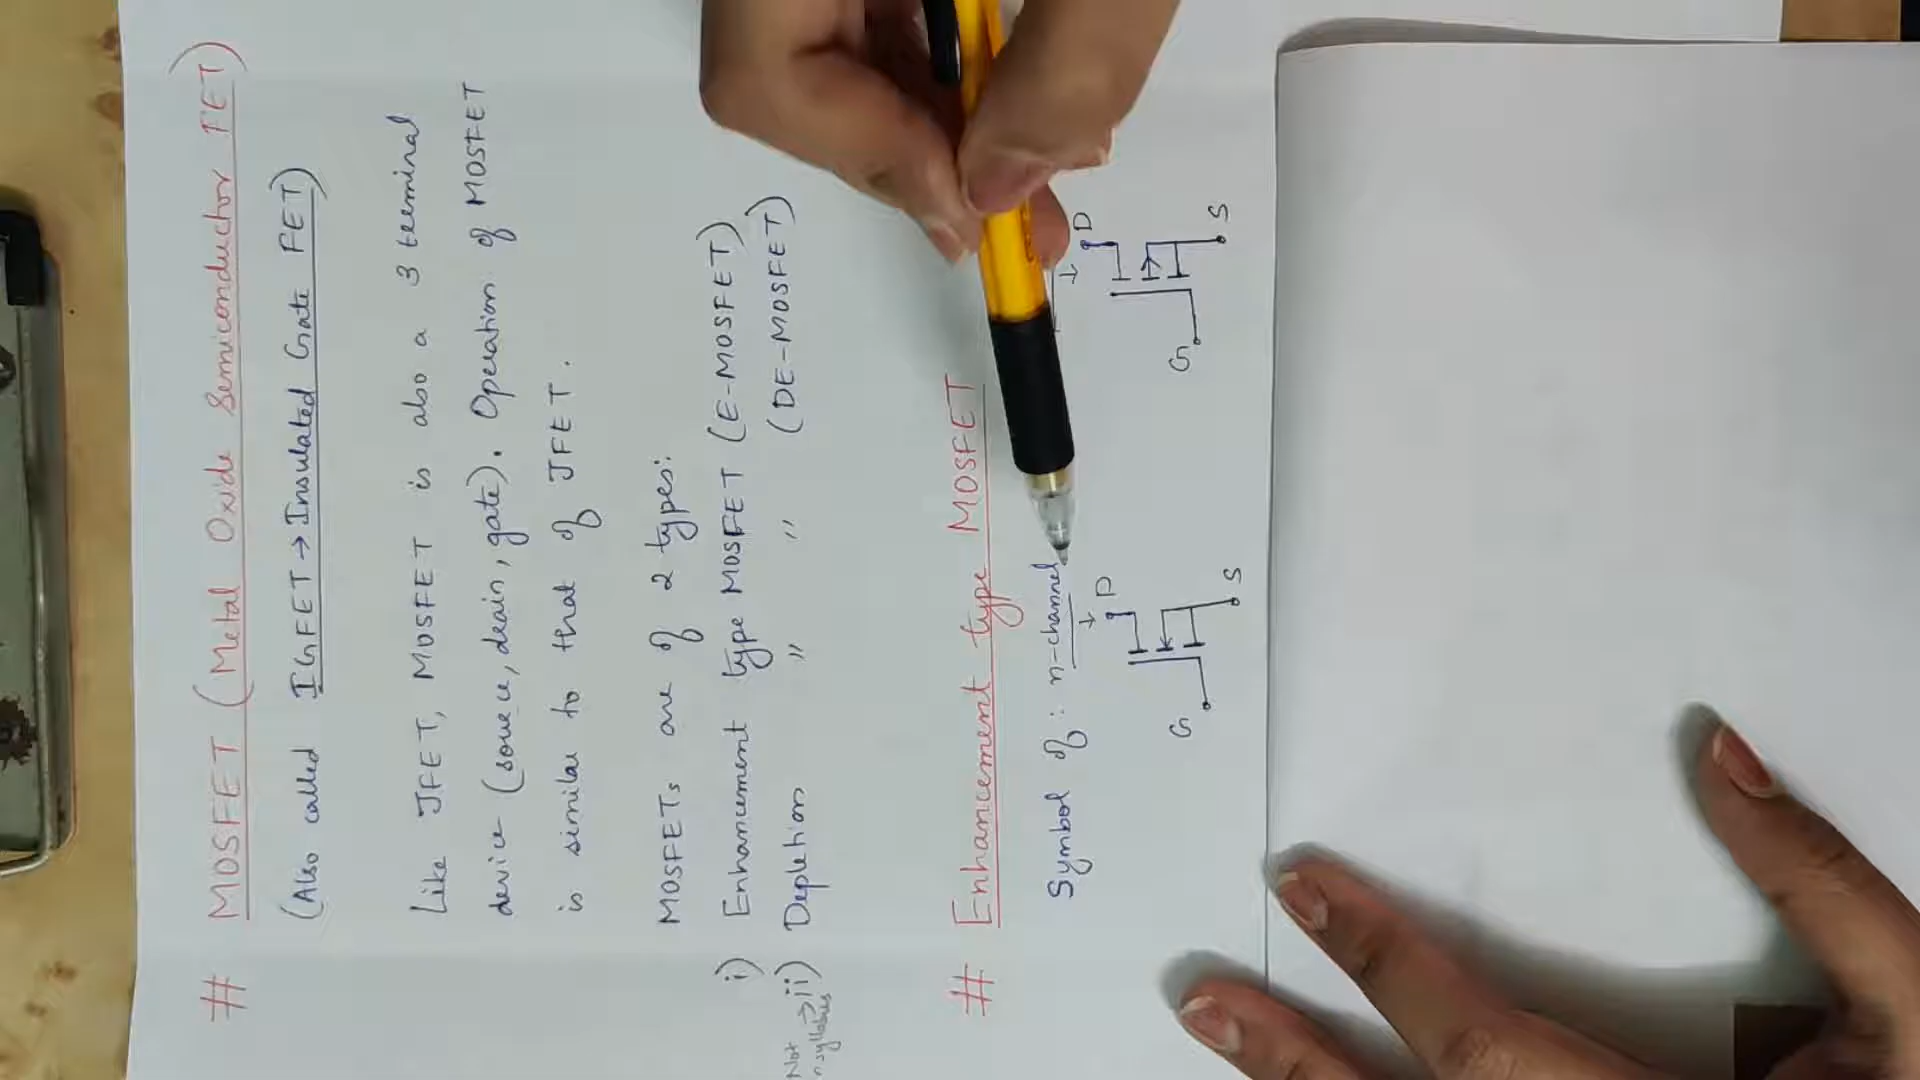 # MOSFET (Metal Oxide Semiconductor FET)
(Also called IGFET → Insulated Gate FET)
Like JFET, MOSFET is also a 3 terminal
device (source, drain, gate). Operation of MOSFET
is similar to that of JFET.
MOSFETs are of 2 types:
i) Enhancement type MOSFET (E-MOSFET)
Not syllabus → ii) Depletion " " (DE-MOSFET)
# Enhancement type MOSFET
Symbol of: n-channel
↓ D ↓ D
G G
S S